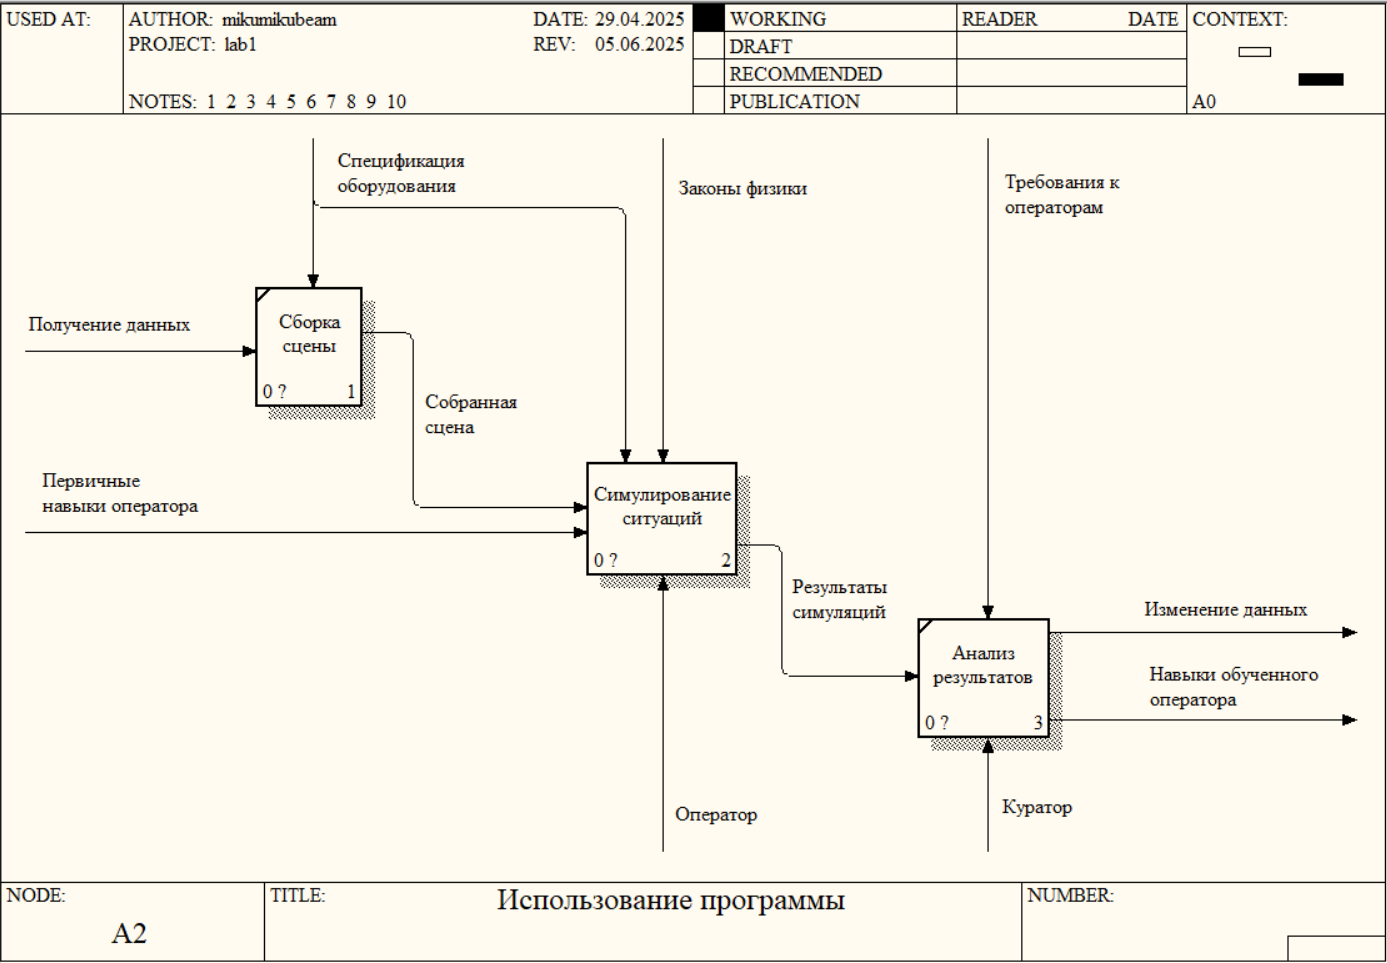 USED AT:
AUTHOR: mikumikubeam
DATE: 29.04.2025
PROJECT: lab1
REV: 05.06.2025
NOTES: 1 2 3 4 5 6 7 8 9 10
WORKING
DRAFT
RECOMMENDED
PUBLICATION
READER DATE
CONTEXT:
A0
Спецификация
оборудования
Законы физики
Требования к
операторам
Получение данных
Сборка
сцены
0 ? 1
Собранная
сцена
Первичные
навыки оператора
Симулирование
ситуаций
0 ? 2
Результаты
симуляций
Анализ
результатов
0 ? 3
Изменение данных
Навыки обученного
оператора
Оператор
Куратор
NODE:
A2
TITLE:
Использование программы
NUMBER: